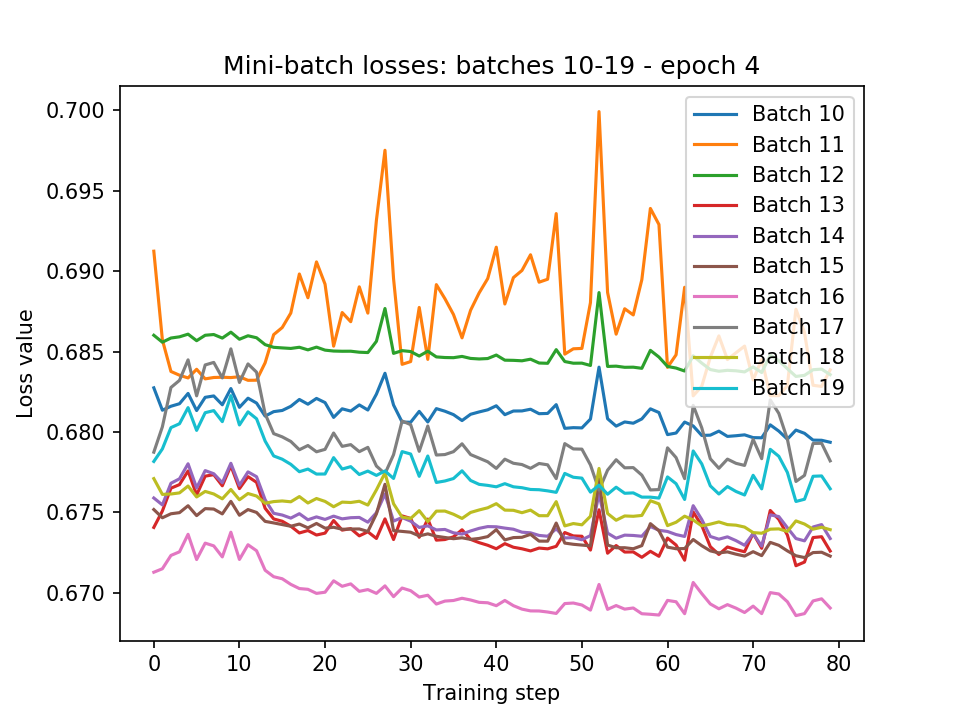 Mini-batch losses: batches 10-19 - epoch 4
Loss value
0.700
0.695
0.690
0.685
0.680
0.675
0.670
Batch 10
Batch 11
Batch 12
Batch 13
Batch 14
Batch 15
Batch 16
Batch 17
Batch 18
Batch 19
0 10 20 30 40 50 60 70 80
Training step